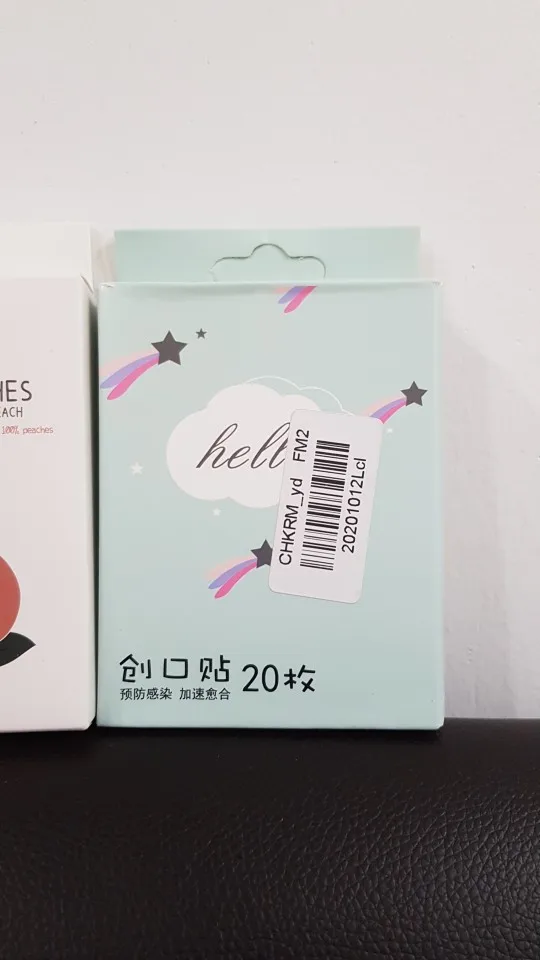 HES
EACH
100% peaches
hell
CHKRM_yd FM2
20201012Lcl
创口贴 20枚
预防感染 加速愈合